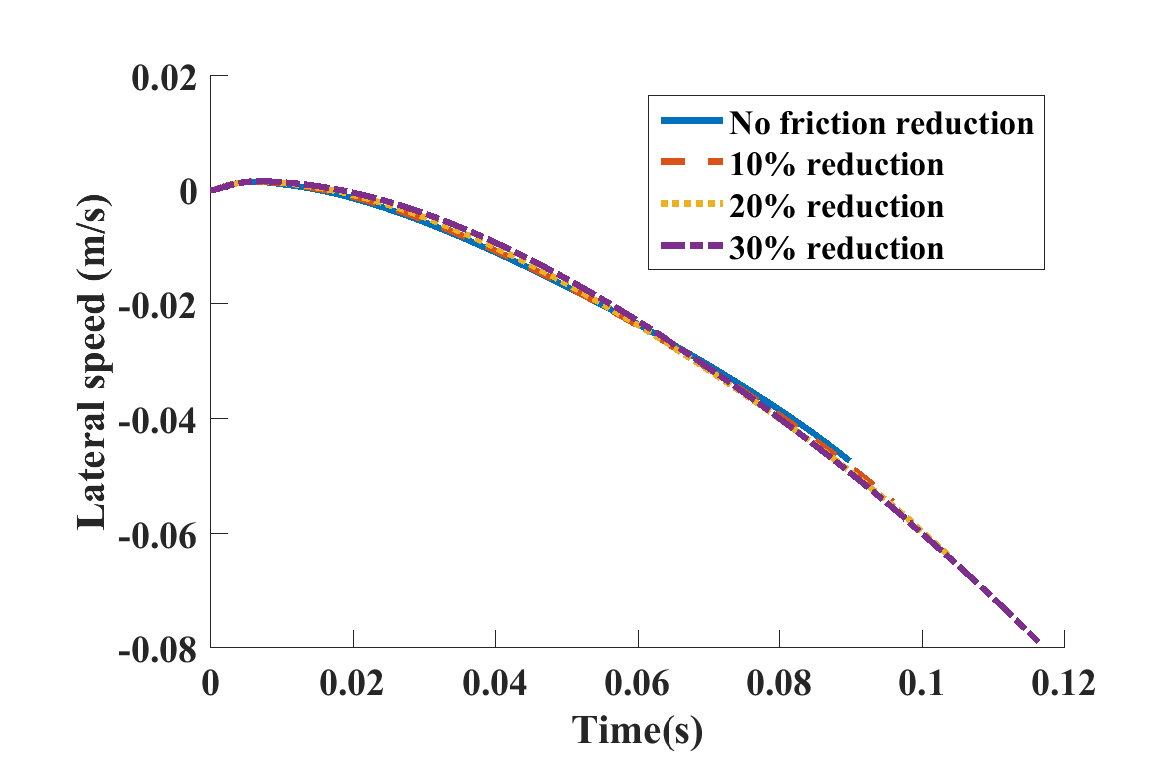 0.02
0
-0.02
-0.04
-0.06
-0.08
Lateral speed (m/s)
No friction reduction
10% reduction
20% reduction
30% reduction
0
0.02
0.04
0.06
0.08
0.1
0.12
Time(s)